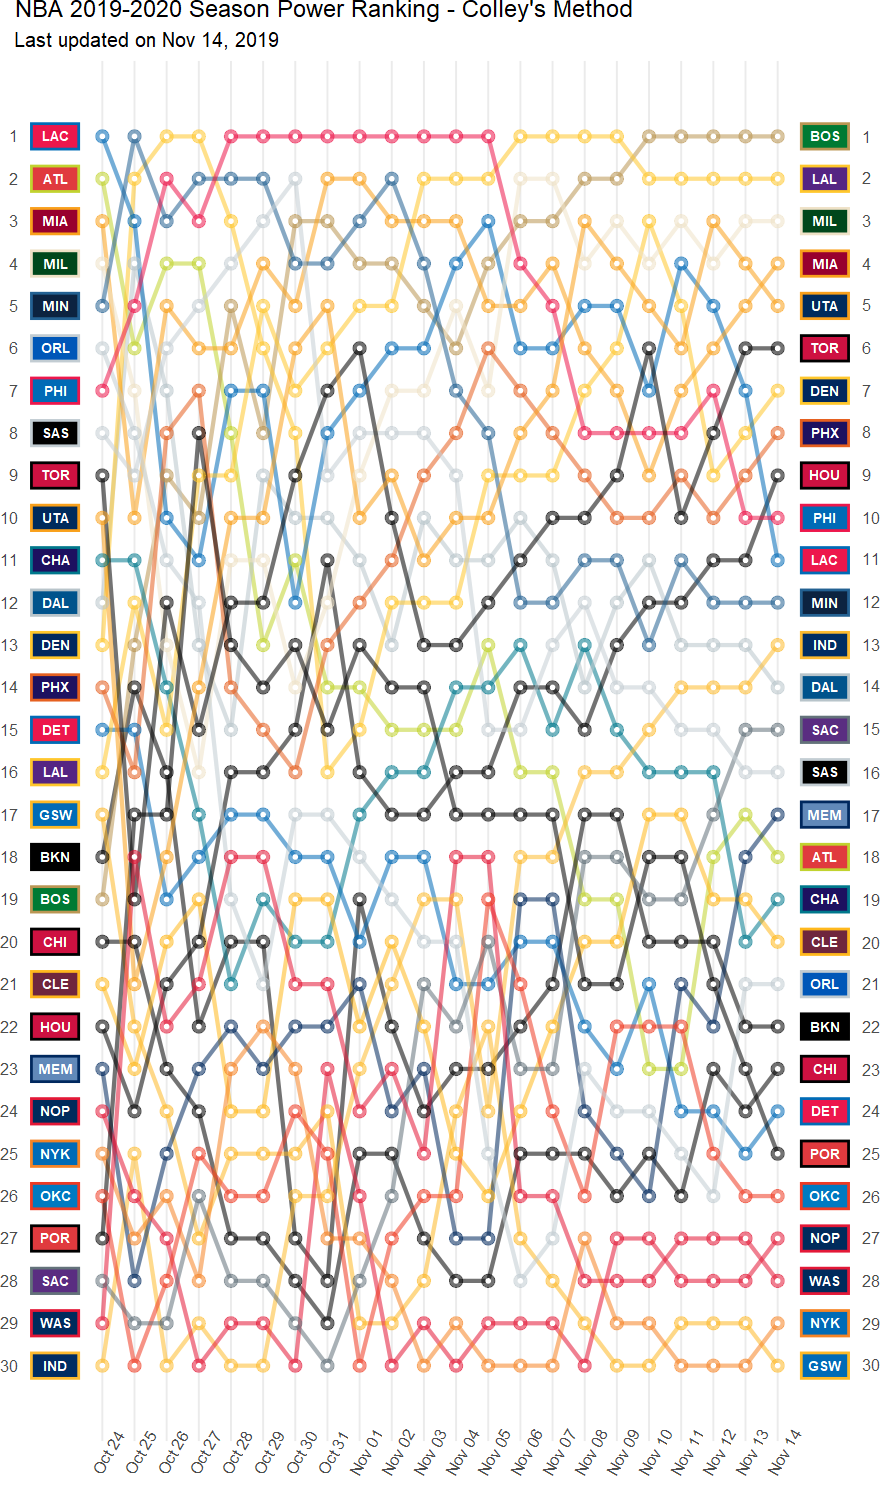 NBA 2019-2020 Season Power Ranking - Colley's Method
Last updated on Nov 14, 2019
1 LAC BOS 1
2 ATL LAL 2
3 MIA MIL 3
4 MIL MIA 4
5 MIN UTA 5
6 ORL TOR 6
7 PHI DEN 7
8 SAS PHX 8
9 TOR HOU 9
10 UTA PHI 10
11 CHA LAC 11
12 DAL MIN 12
13 DEN IND 13
14 PHX DAL 14
15 DET SAC 15
16 LAL SAS 16
17 GSW MEM 17
18 BKN ATL 18
19 BOS CHA 19
20 CHI CLE 20
21 CLE ORL 21
22 HOU BKN 22
23 MEM CHI 23
24 NOP DET 24
25 NYK POR 25
26 OKC OKC 26
27 POR NOP 27
28 SAC WAS 28
29 WAS NYK 29
30 IND GSW 30
Oct 24 Oct 25 Oct 26 Oct 27 Oct 28 Oct 29 Oct 30 Oct 31 Nov 01 Nov 02 Nov 03 Nov 04 Nov 05 Nov 06 Nov 07 Nov 08 Nov 09 Nov 10 Nov 11 Nov 12 Nov 13 Nov 14